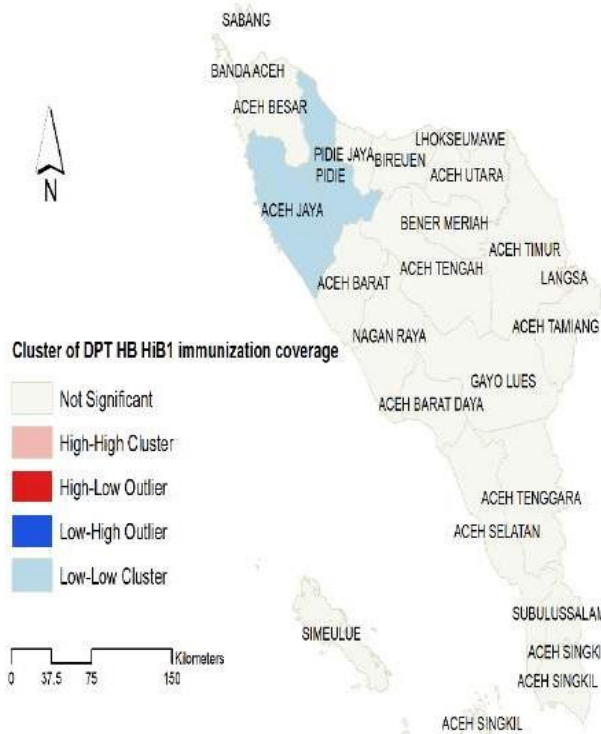 SABANG
BANDA ACEH
ACEH BESAR
N
LHOKSEUMAWE
PIDIE JAYA
BIREUEN
PIDIE
ACEH UTARA
ACEH JAYA
BENER MERIAH
ACEH TIMUR
ACEH TENGAH
LANGSA
ACEH BARAT
ACEH TAMIANG
NAGAN RAYA
Cluster of DPT HB HiB1 immunization coverage
GAYO LUES
Not Significant
ACEH BARAT DAYA
High-High Cluster
High-Low Outlier
ACEH TENGGARA
Low-High Outlier
ACEH SELATAN
Low-Low Cluster
SUBULUSSALAM
SIMEULUE
ACEH SINGKI
Kilometers
0 37.5 75 150
ACEH SINGKIL
ACEH SINGKIL